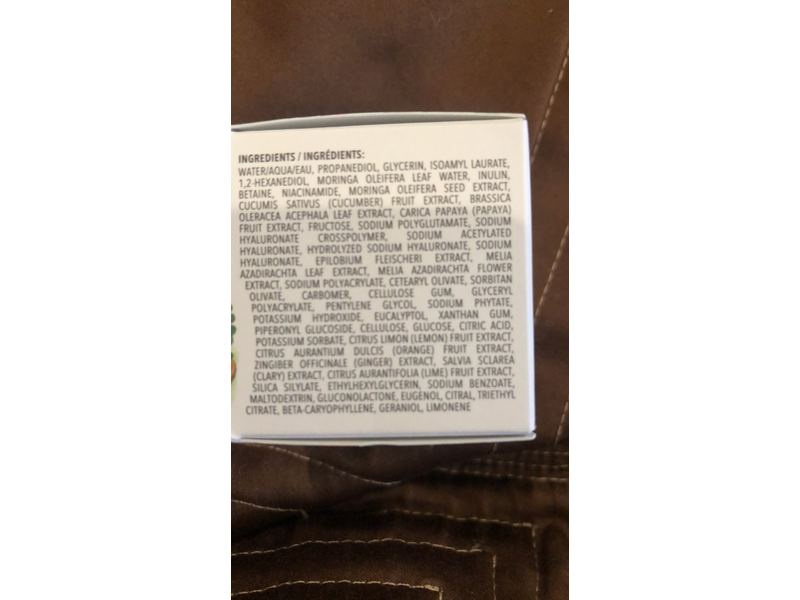 INGREDIENTS / INGRÉDIENTS:
WATER/AQUA/EAU, PROPANEDIOL, GLYCERIN, ISOAMYL LAURATE,
1,2-HEXANEDIOL, MORINGA OLEIFERA LEAF WATER, INULIN,
BETAINE, NIACINAMIDE, MORINGA OLEIFERA SEED EXTRACT,
CUCUMIS SATIVUS (CUCUMBER) FRUIT EXTRACT, BRASSICA
OLERACEA ACEPHALA LEAF EXTRACT, CARICA PAPAYA (PAPAYA)
FRUIT EXTRACT, FRUCTOSE, SODIUM POLYGLUTAMATE, SODIUM
HYALURONATE CROSSPOLYMER, SODIUM ACETYLATED
HYALURONATE, HYDROLYZED SODIUM HYALURONATE, SODIUM
HYALURONATE, EPILOBIUM FLEISCHERI EXTRACT, MELIA
AZADIRACHTA LEAF EXTRACT, MELIA AZADIRACHTA FLOWER
EXTRACT, SODIUM POLYACRYLATE, CETEARYL OLIVATE, SORBITAN
OLIVATE, CARBOMER, CELLULOSE GUM, GLYCERYL
POLYACRYLATE, PENTYLENE GLYCOL, SODIUM PHYTATE,
POTASSIUM HYDROXIDE, EUCALYPTOL, XANTHAN GUM,
PIPERONYL GLUCOSIDE, CELLULOSE, GLUCOSE, CITRIC ACID,
POTASSIUM SORBATE, CITRUS LIMON (LEMON) FRUIT EXTRACT,
CITRUS AURANTIUM DULCIS (ORANGE) FRUIT EXTRACT,
ZINGIBER OFFICINALE (GINGER) EXTRACT, SALVIA SCLAREA
(CLARY) EXTRACT, CITRUS AURANTIFOLIA (LIME) FRUIT EXTRACT,
SILICA SILYLATE, ETHYLHEXYLGLYCERIN, SODIUM BENZOATE,
MALTODEXTRIN, GLUCONOLACTONE, EUGENOL, CITRAL, TRIETHYL
CITRATE, BETA-CARYOPHYLLENE, GERANIOL, LIMONENE